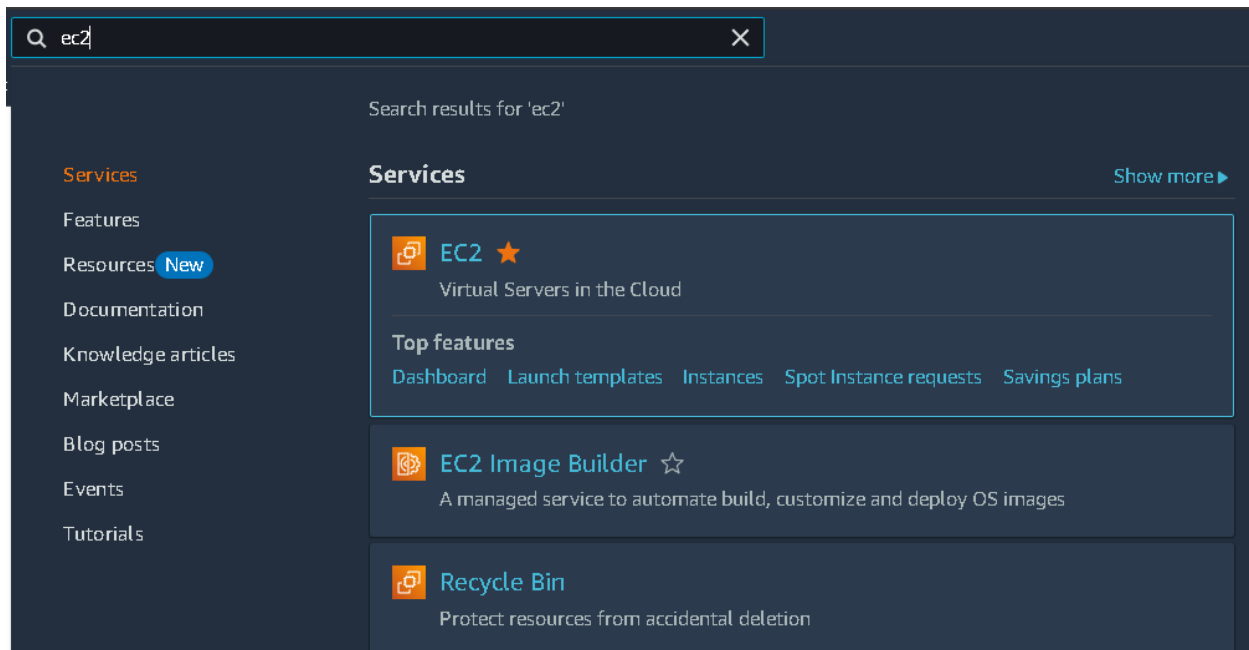 ec2
Search results for 'ec2'
Services
Features
Resources New
Documentation
Knowledge articles
Marketplace
Blog posts
Events
Tutorials
Services
Show more
EC2
Virtual Servers in the Cloud
Top features
Dashboard Launch templates Instances Spot Instance requests Savings plans
EC2 Image Builder
A managed service to automate build, customize and deploy OS images
Recycle Bin
Protect resources from accidental deletion